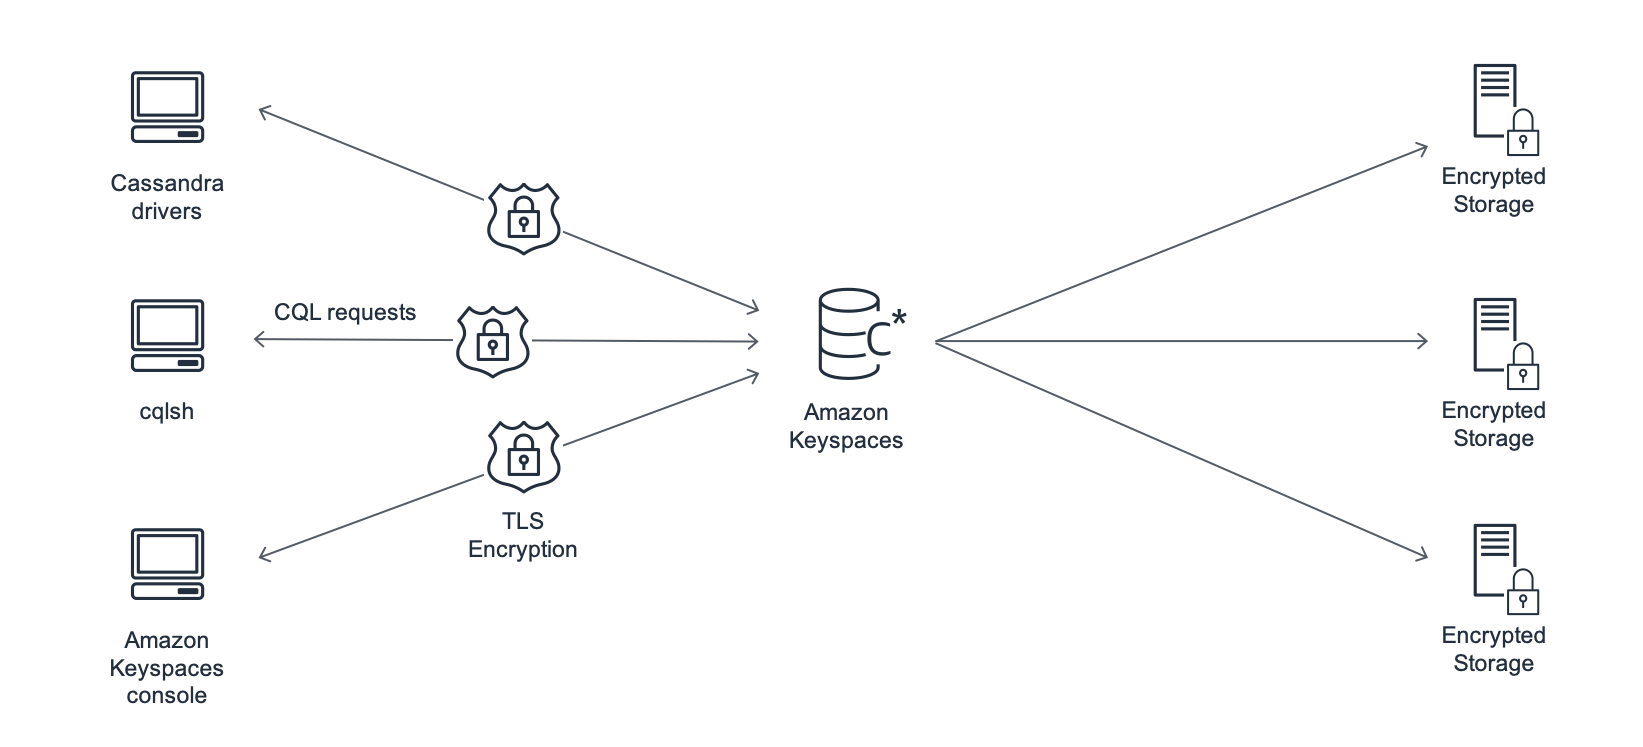 Cassandra
drivers
CQL requests
cqlsh
TLS
Encryption
Amazon
Keyspaces
console
C*
Amazon
Keyspaces
Encrypted
Storage
Encrypted
Storage
Encrypted
Storage